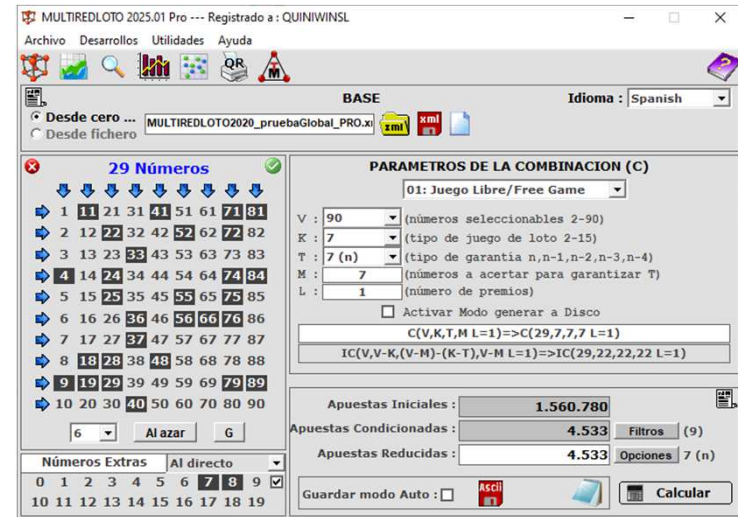 MULTIREDLOTO 2025.01 Pro --- Registrado a : QUINIWINSL
Archivo Desarrollos Utilidades Ayuda
QR
M
BASE
Idioma : Spanish
Desde cero ...
Desde fichero
MULTIREDLOTO2020_pruebaGlobal_PRO.x
xml
xml
29 Números
1 11 21 31 41 51 61 71 81
2 12 22 32 42 52 62 72 82
3 13 23 33 43 53 63 73 83
4 14 24 34 44 54 64 74 84
5 15 25 35 45 55 65 75 85
6 16 26 36 46 56 66 76 86
7 17 27 37 47 57 67 77 87
8 18 28 38 48 58 68 78 88
9 19 29 39 49 59 69 79 89
10 20 30 40 50 60 70 80 90
6 Al azar G
Números Extras Al directo
0 1 2 3 4 5 6 7 8 9
10 11 12 13 14 15 16 17 18 19
PARAMETROS DE LA COMBINACION (C)
01: Juego Libre/Free Game
V : 90 (números seleccionables 2-90)
K : 7 (tipo de juego de loto 2-15)
T : 7 (n) (tipo de garantia n,n-1,n-2,n-3,n-4)
M : 7 (números a acertar para garantizar T)
L : 1 (número de premios)
Activar Modo generar a Disco
C(V,K,T,M L=1)=>C(29,7,7,7 L=1)
IC(V,V-K,(V-M)-(K-T),V-M L=1)=>IC(29,22,22,22 L=1)
Apuestas Iniciales : 1.560.780
Apuestas Condicionadas : 4.533 Filtros (9)
Apuestas Reducidas : 4.533 Opciones 7 (n)
Guardar modo Auto : Ascii Calcular